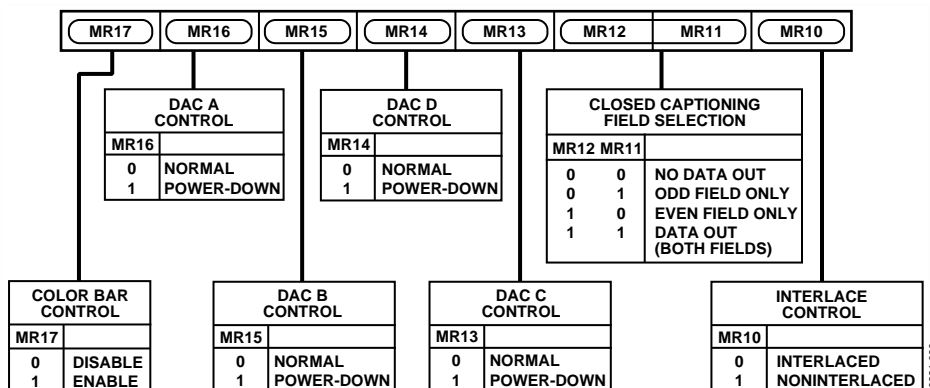 MR17 MR16 MR15 MR14 MR13 MR12 MR11 MR10
DAC A
CONTROL
MR16
0 NORMAL
1 POWER-DOWN
DAC D
CONTROL
MR14
0 NORMAL
1 POWER-DOWN
CLOSED CAPTIONING
FIELD SELECTION
MR12 MR11
0 0 NO DATA OUT
0 1 ODD FIELD ONLY
1 0 EVEN FIELD ONLY
1 1 DATA OUT
(BOTH FIELDS)
COLOR BAR
CONTROL
MR17
0 DISABLE
1 ENABLE
DAC B
CONTROL
MR15
0 NORMAL
1 POWER-DOWN
DAC C
CONTROL
MR13
0 NORMAL
1 POWER-DOWN
INTERLACE
CONTROL
MR10
0 INTERLACED
1 NONINTERLACED